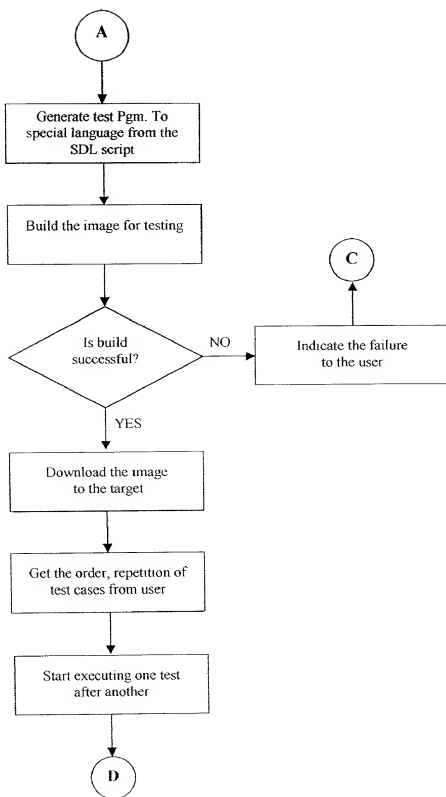 A
Generate test Pgm. To
special language from the
SDL script
Build the image for testing
C
Is build
successful?
NO
Indicate the failure
to the user
YES
Download the image
to the target
Get the order, repetition of
test cases from user
Start executing one test
after another
D